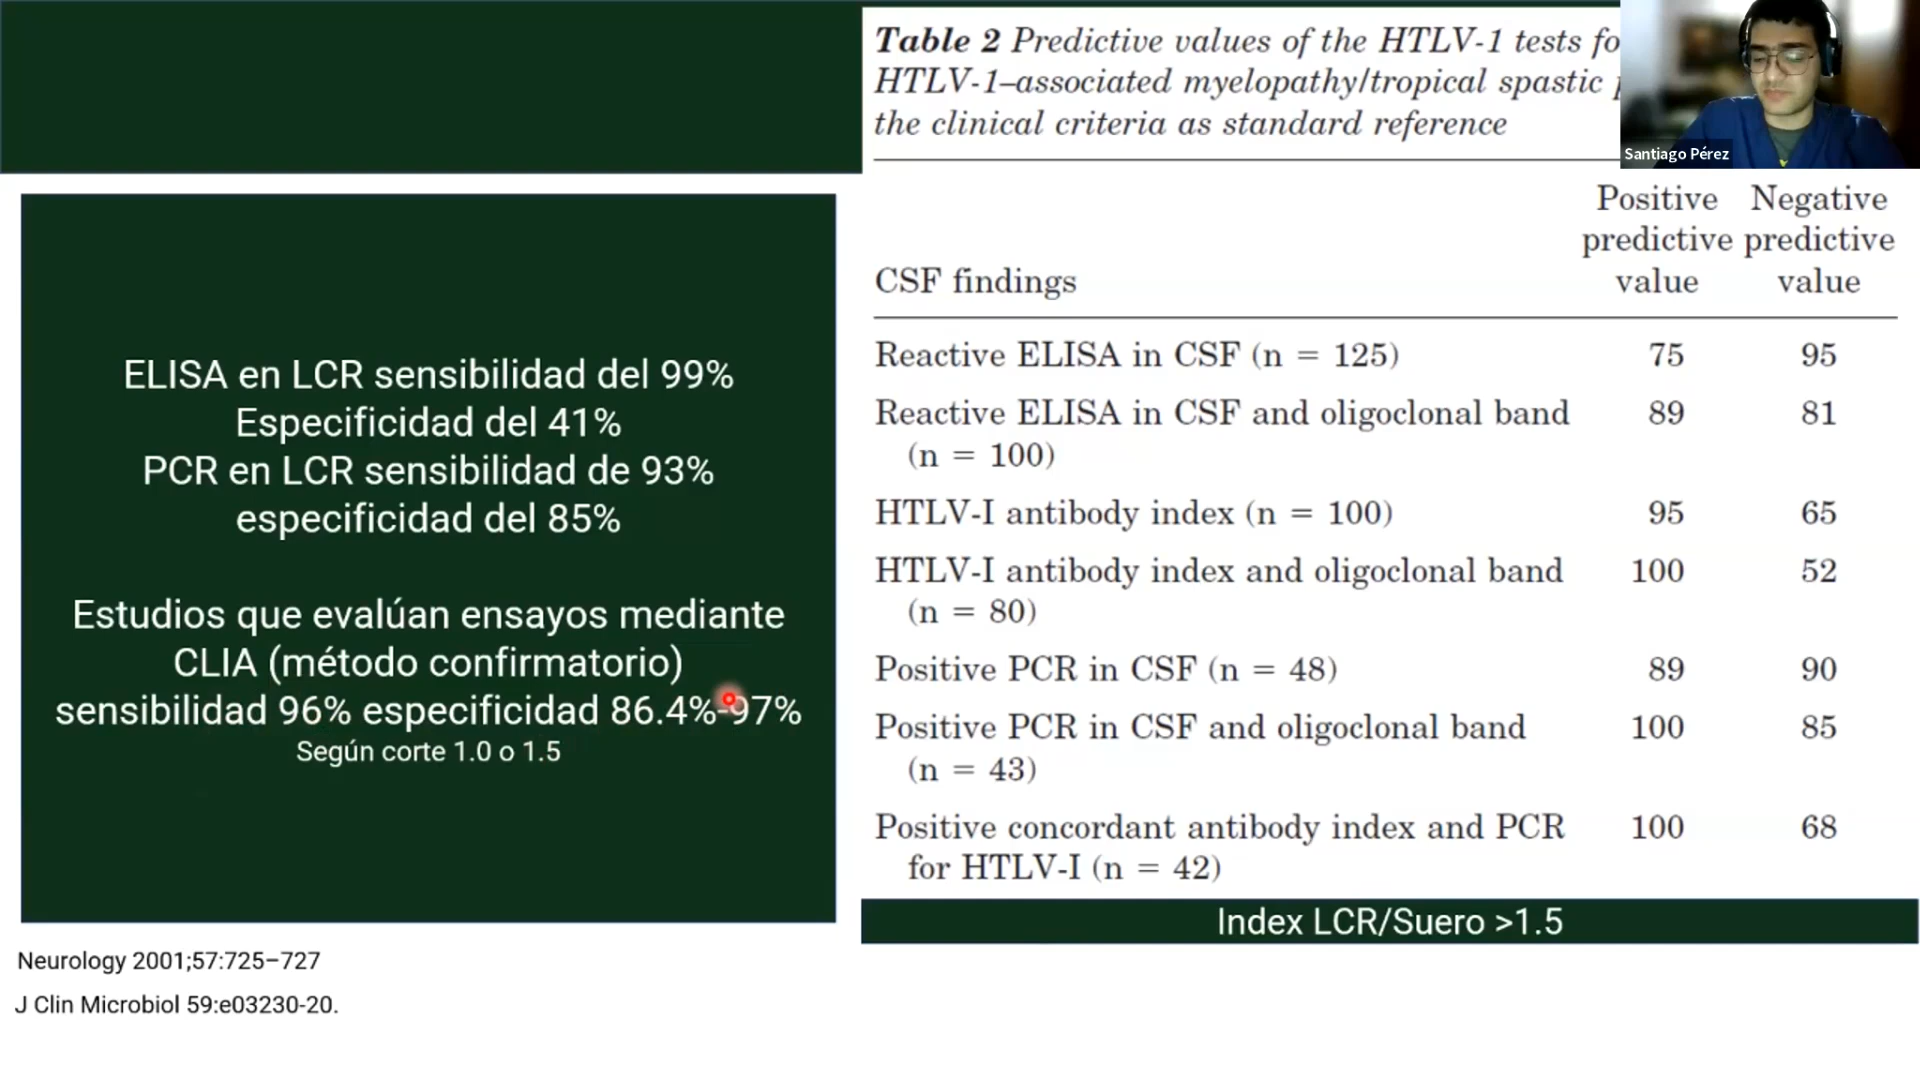 Table 2 Predictive values of the HTLV-1 tests fo
HTLV-1–associated myelopathy/tropical spastic
the clinical criteria as standard reference
Santiago Pérez
Positive Negative
predictive predictive
CSF findings value value
Reactive ELISA in CSF (n = 125) 75 95
Reactive ELISA in CSF and oligoclonal band 89 81
(n = 100)
HTLV-I antibody index (n = 100) 95 65
HTLV-I antibody index and oligoclonal band 100 52
(n = 80)
Positive PCR in CSF (n = 48) 89 90
Positive PCR in CSF and oligoclonal band 100 85
(n = 43)
Positive concordant antibody index and PCR 100 68
for HTLV-I (n = 42)
Index LCR/Suero >1.5
ELISA en LCR sensibilidad del 99%
Especificidad del 41%
PCR en LCR sensibilidad de 93%
especificidad del 85%
Estudios que evalúan ensayos mediante
CLIA (método confirmatorio)
sensibilidad 96% especificidad 86.4%-97%
Según corte 1.0 o 1.5
Neurology 2001;57:725–727
J Clin Microbiol 59:e03230-20.